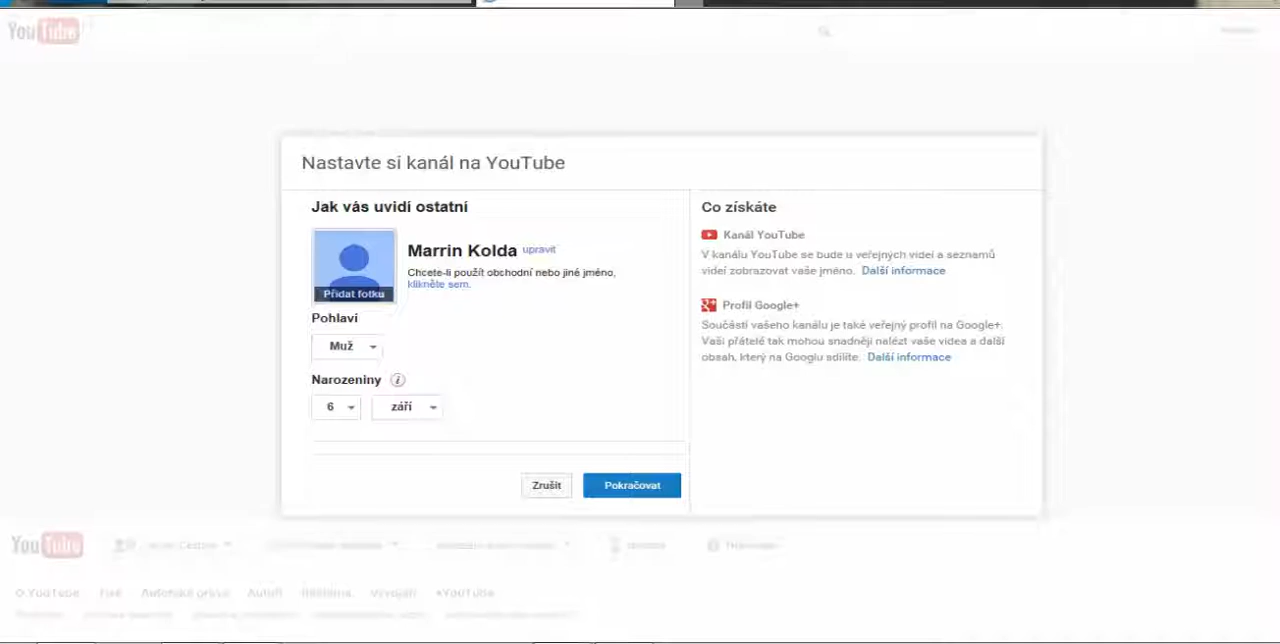 YouTube
Nastavte si kanál na YouTube
Jak vás uvidí ostatní
Marrin Kolda upravit
Chcete-li použít obchodní nebo jiné jméno,
klikněte sem.
Přidat fotku
Pohlaví
Muž
Narozeniny
6 září
Zrušit Pokračovat
Co získáte
Kanál YouTube
V kanálu YouTube se bude u veřejných videí a seznamů
videí zobrazovat vaše jméno. Další informace
Profil Google+
Součástí vašeho kanálu je také veřejný profil na Google+.
Vaši přátelé tak mohou snadněji nalézt vaše videa a další
obsah, který na Googlu sdílíte. Další informace
YouTube
O YouTube Tisk Autorská práva Autoři Reklama Vývojáři +YouTube